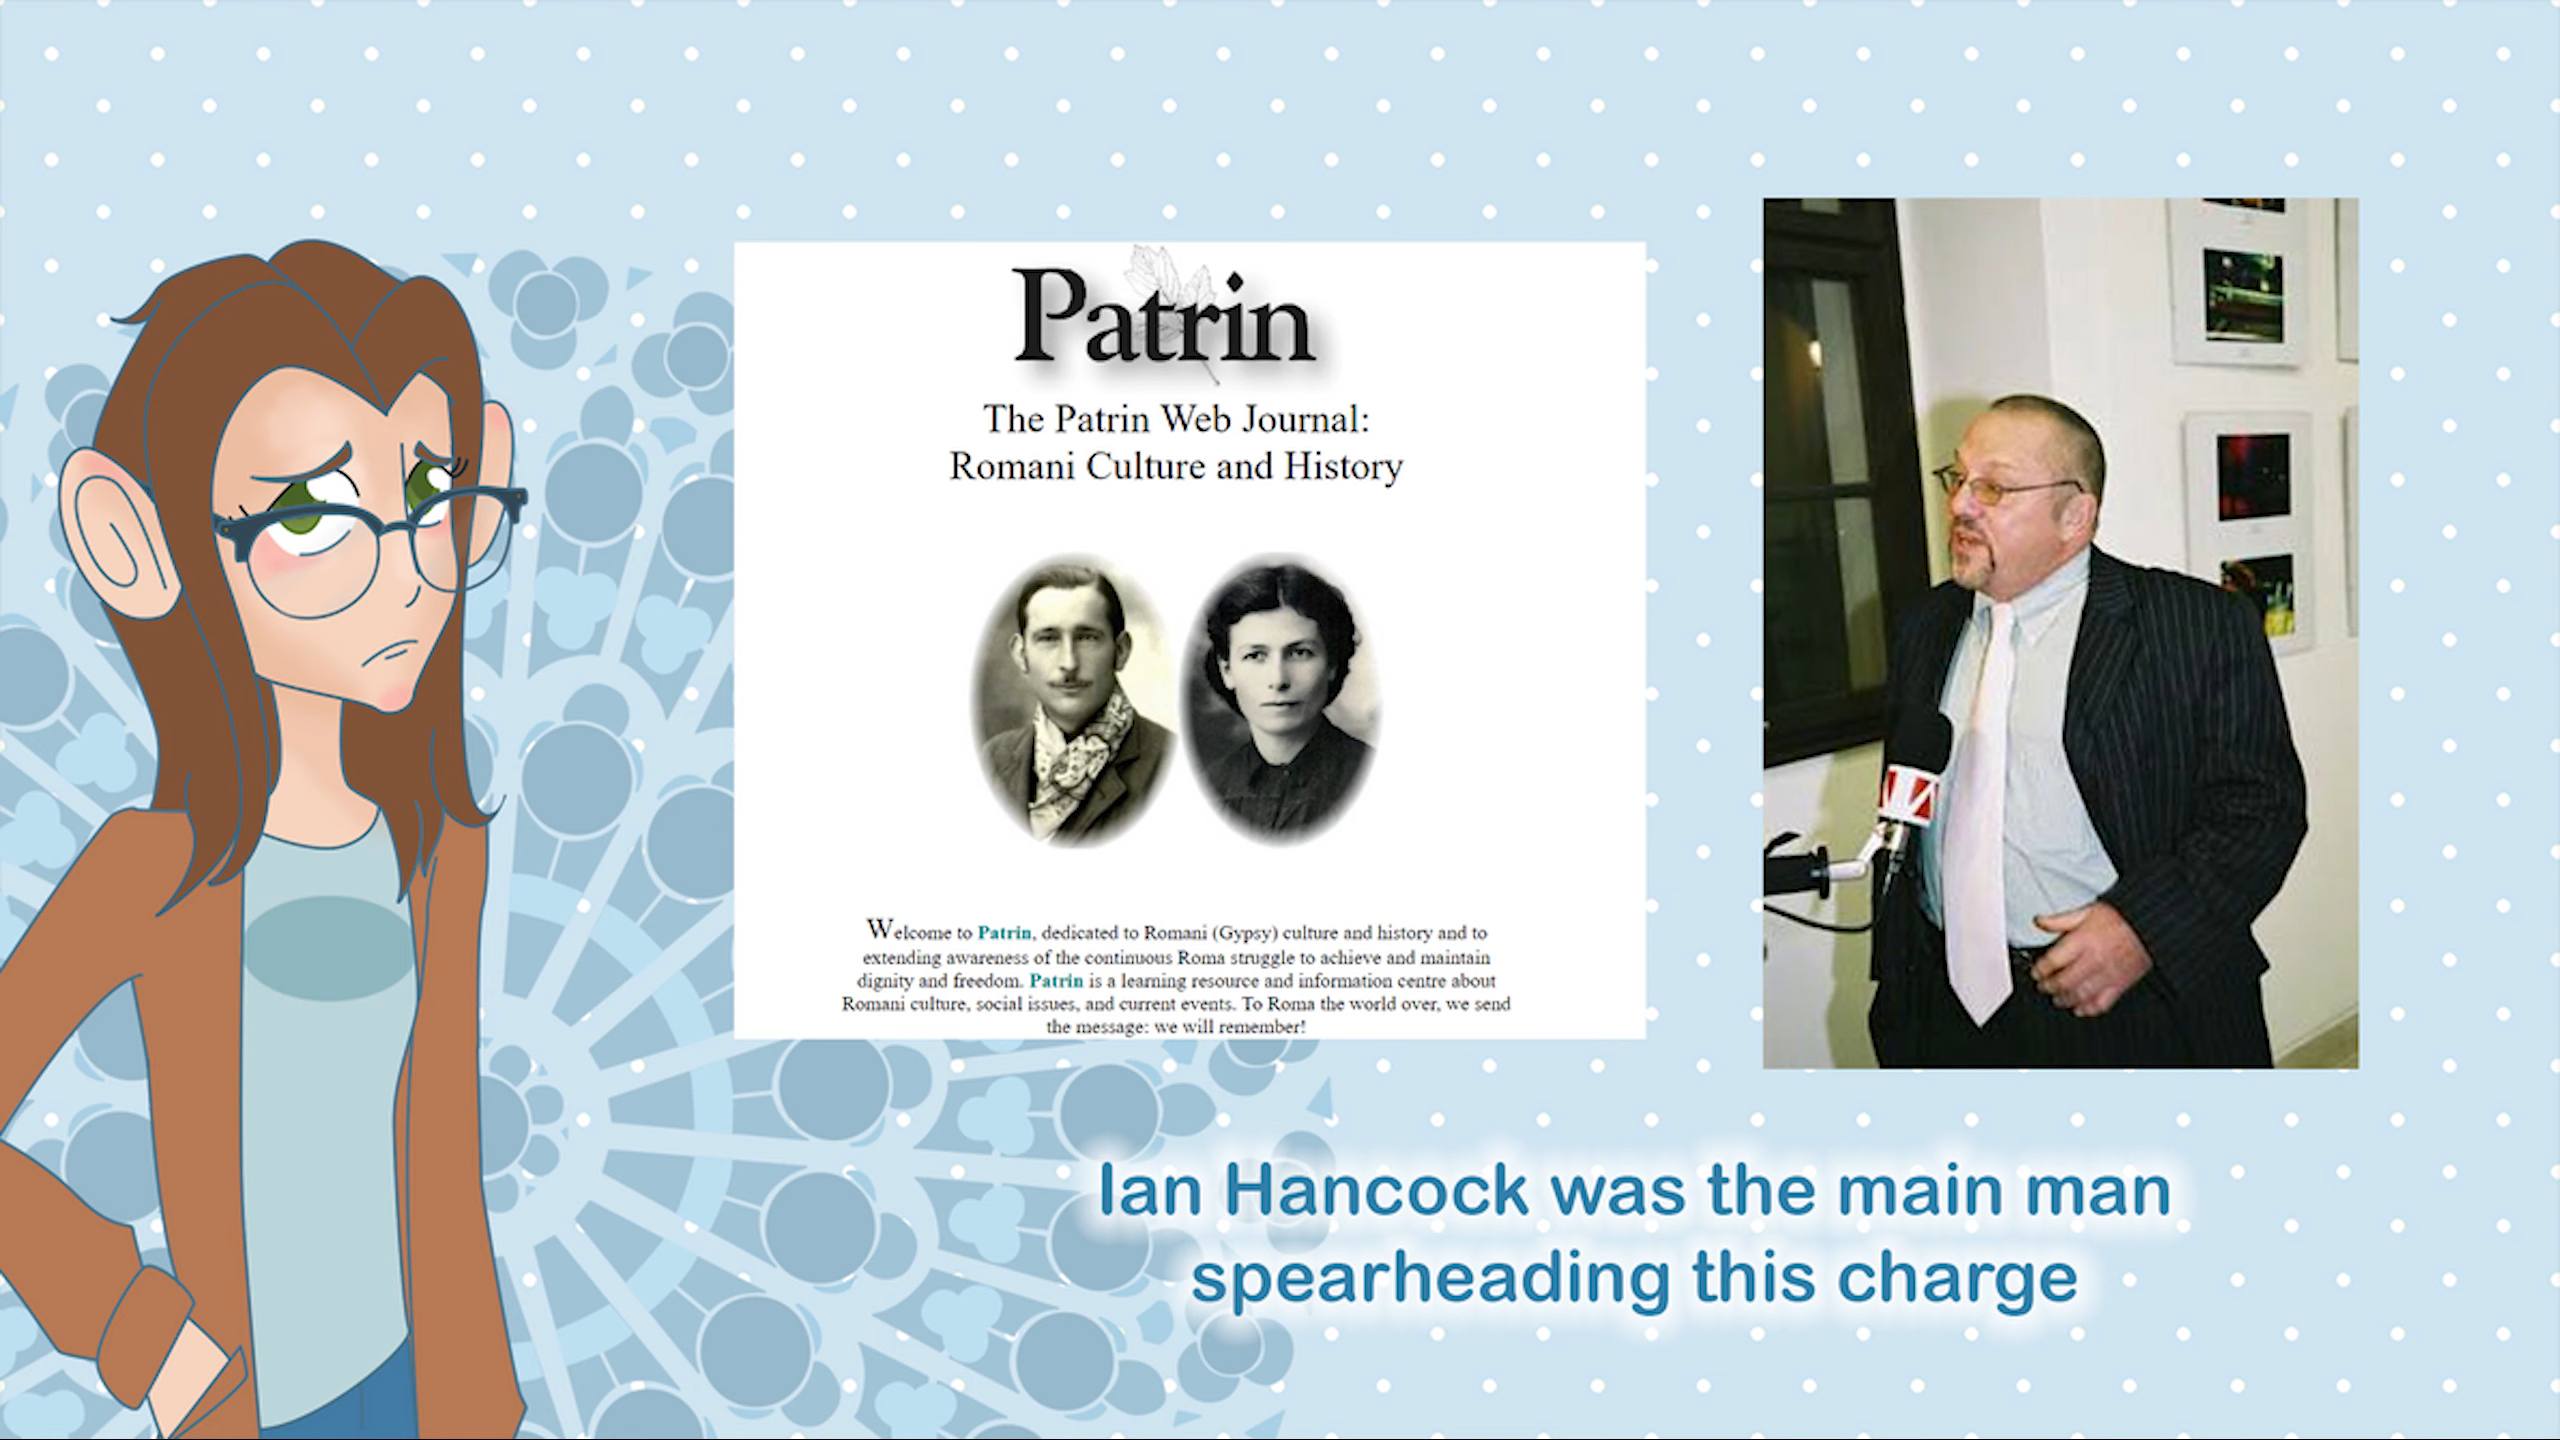 Patrin
The Patrin Web Journal:
Romani Culture and History
Welcome to Patrin, dedicated to Romani (Gypsy) culture and history and to
extending awareness of the continuous Roma struggle to achieve and maintain
dignity and freedom. Patrin is a learning resource and information centre about
Romani culture, social issues, and current events. To Roma the world over, we send
the message: we will remember!
Ian Hancock was the main man
spearheading this charge